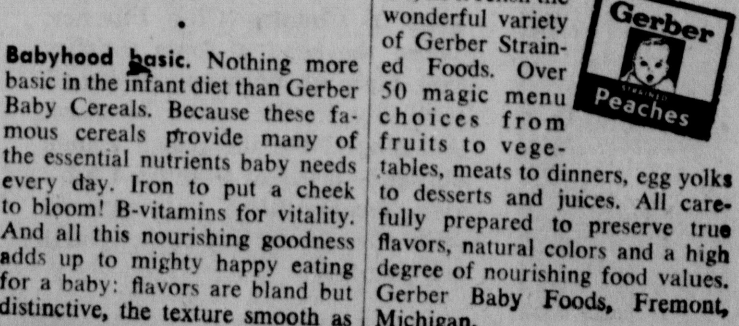 Babyhood basic. Nothing more
basic in the infant diet than Gerber
Baby Cereals. Because these fa-
mous cereals provide many of
the essential nutrients baby needs
every day. Iron to put a cheek
to bloom! B-vitamins for vitality.
And all this nourishing goodness
adds up to mighty happy eating
for a baby: flavors are bland but
distinctive, the texture smooth as
the
wonderful variety
of Gerber Strain-
ed Foods. Over
50 magic menu
choices from
fruits to vege-
tables, meats to dinners, egg yolks
to desserts and juices. All care-
fully prepared to preserve true
flavors, natural colors and a high
degree of nourishing food values.
Gerber Baby Foods, Fremont,
Michigan.
Gerber
STRAINED
Peaches